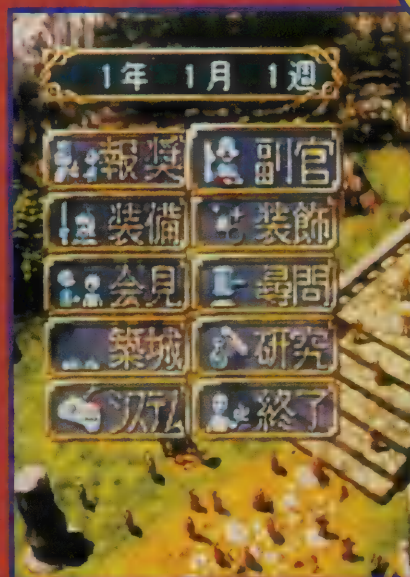 1年 1月 1週
報奨 副官
装備 装飾
会見 尋問
築城 研究
システム 終了